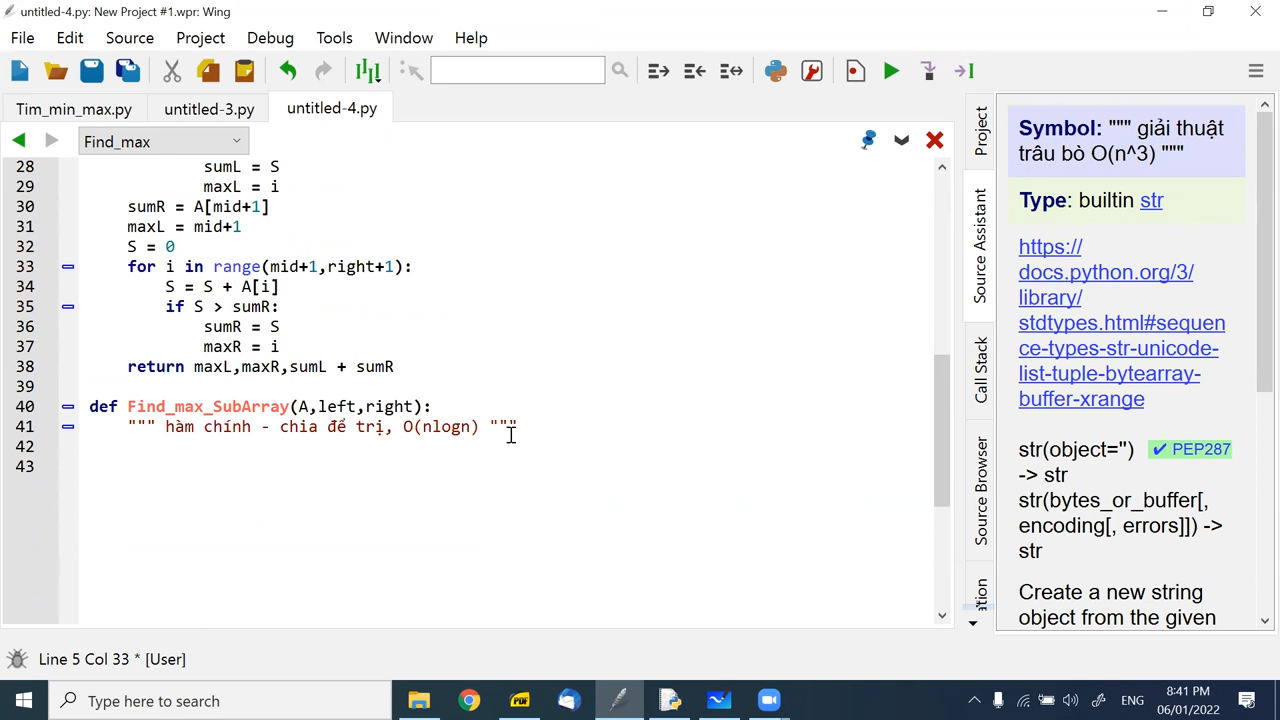 untitled-4.py: New Project #1.wpr: Wing
File Edit Source Project Debug Tools Window Help
Tim_min_max.py untitled-3.py untitled-4.py
Find_max
28 sumL = S
29 maxL = i
30 sumR = A[mid+1]
31 maxL = mid+1
32 S = 0
33 for i in range(mid+1,right+1):
34 S = S + A[i]
35 if S > sumR:
36 sumR = S
37 maxR = i
38 return maxL,maxR,sumL + sumR
39
40 def Find_max_SubArray(A,left,right):
41 """ hàm chính - chia để trị, O(nlogn) """
42
43
Project
Source Assistant
Call Stack
Source Browser
Symbol: """ giải thuật
trâu bò O(n^3) """
Type: builtin str
https://
docs.python.org/3/
library/
stdtypes.html#sequen
ce-types-str-unicode-
list-tuple-bytearray-
buffer-xrange
str(object='') ✔ PEP287
-> str
str(bytes_or_buffer[,
encoding[, errors]]) ->
str
Create a new string
object from the given
Line 5 Col 33 * [User]
Type here to search
PDF
ENG
8:41 PM
06/01/2022